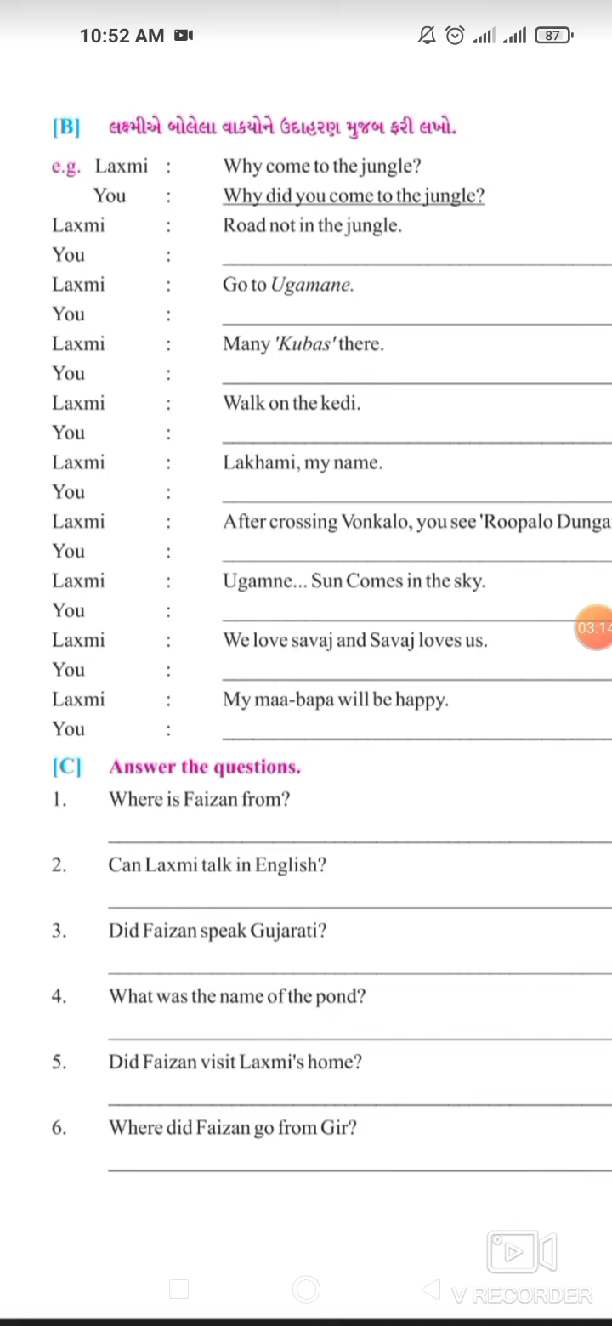 10:52 AM
87
[B] લક્ષ્મીએ બોલેલા વાક્યોને ઉદાહરણ મુજબ ફરી લખો.
e.g. Laxmi : Why come to the jungle?
You : Why did you come to the jungle?
Laxmi : Road not in the jungle.
You :
Laxmi : Go to Ugamane.
You :
Laxmi : Many 'Kubas' there.
You :
Laxmi : Walk on the kedi.
You :
Laxmi : Lakhami, my name.
You :
Laxmi : After crossing Vonkalo, you see 'Roopalo Dunga
You :
Laxmi : Ugamne... Sun Comes in the sky.
You :
03:14
Laxmi : We love savaj and Savaj loves us.
You :
Laxmi : My maa-bapa will be happy.
You :
[C] Answer the questions.
1. Where is Faizan from?
2. Can Laxmi talk in English?
3. Did Faizan speak Gujarati?
4. What was the name of the pond?
5. Did Faizan visit Laxmi's home?
6. Where did Faizan go from Gir?
V RECORDER